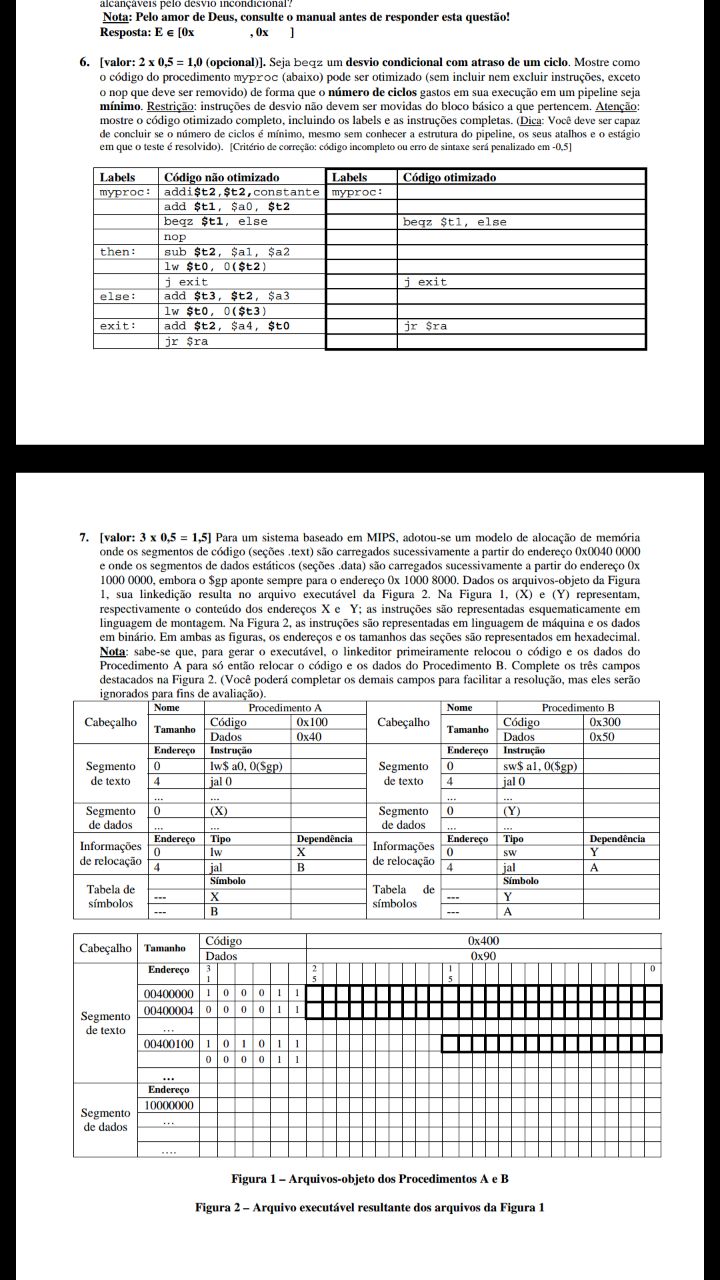 alcançáveis pelo desvio incondicional?
Nota: Pelo amor de Deus, consulte o manual antes de responder esta questão!
Resposta: E ∈ [0x , 0x ]
6. [valor: 2 x 0,5 = 1,0 (opcional)]. Seja beqz um desvio condicional com atraso de um ciclo. Mostre como
o código do procedimento myproc (abaixo) pode ser otimizado (sem incluir nem excluir instruções, exceto
o nop que deve ser removido) de forma que o número de ciclos gastos em sua execução em um pipeline seja
mínimo. Restrição: instruções de desvio não devem ser movidas do bloco básico a que pertencem. Atenção:
mostre o código otimizado completo, incluindo os labels e as instruções completas. (Dica: Você deve ser capaz
de concluir se o número de ciclos é mínimo, mesmo sem conhecer a estrutura do pipeline, os seus atalhos e o estágio
em que o teste é resolvido). [Critério de correção: código incompleto ou erro de sintaxe será penalizado em -0,5]
Labels Código não otimizado Labels Código otimizado
myproc: addi$t2,$t2,constante myproc:
add $t1, $a0, $t2
beqz $t1, else beqz $t1, else
nop
then: sub $t2, $a1, $a2
lw $t0, 0($t2)
j exit j exit
else: add $t3, $t2, $a3
lw $t0, 0($t3)
exit: add $t2, $a4, $t0 jr $ra
jr $ra
7. [valor: 3 x 0,5 = 1,5] Para um sistema baseado em MIPS, adotou-se um modelo de alocação de memória
onde os segmentos de código (seções .text) são carregados sucessivamente a partir do endereço 0x0040 0000
e onde os segmentos de dados estáticos (seções .data) são carregados sucessivamente a partir do endereço 0x
1000 0000, embora o $gp aponte sempre para o endereço 0x 1000 8000. Dados os arquivos-objeto da Figura
1, sua linkedição resulta no arquivo executável da Figura 2. Na Figura 1, (X) e (Y) representam,
respectivamente o conteúdo dos endereços X e Y; as instruções são representadas esquematicamente em
linguagem de montagem. Na Figura 2, as instruções são representadas em linguagem de máquina e os dados
em binário. Em ambas as figuras, os endereços e os tamanhos das seções são representados em hexadecimal.
Nota: sabe-se que, para gerar o executável, o linkeditor primeiramente relocou o código e os dados do
Procedimento A para só então relocar o código e os dados do Procedimento B. Complete os três campos
destacados na Figura 2. (Você poderá completar os demais campos para facilitar a resolução, mas eles serão
ignorados para fins de avaliação).
Cabeçalho Nome Procedimento A Cabeçalho Nome Procedimento B
Tamanho Código 0x100 Tamanho Código 0x300
Dados 0x40 Dados 0x50
Segmento de texto Endereço Instrução Segmento de texto Endereço Instrução
0 lw$ a0, 0($gp) 0 sw$ a1, 0($gp)
4 jal 0 4 jal 0
... ... ... ...
Segmento de dados 0 (X) Segmento de dados 0 (Y)
... ... ... ...
Informações de relocação Endereço Tipo Dependência Informações de relocação Endereço Tipo Dependência
0 lw X 0 sw Y
4 jal B 4 jal A
Tabela de símbolos Símbolo Tabela de símbolos Símbolo
--- X --- Y
--- B --- A
Cabeçalho Tamanho Código 0x400
Dados 0x90
Segmento de texto Endereço 31 25 15 0
00400000 1 0 0 0 1 1
00400004 0 0 0 0 1 1
...
00400100 1 0 1 0 1 1
0 0 0 0 1 1
...
Segmento de dados Endereço
10000000
...
....
Figura 1 – Arquivos-objeto dos Procedimentos A e B
Figura 2 – Arquivo executável resultante dos arquivos da Figura 1